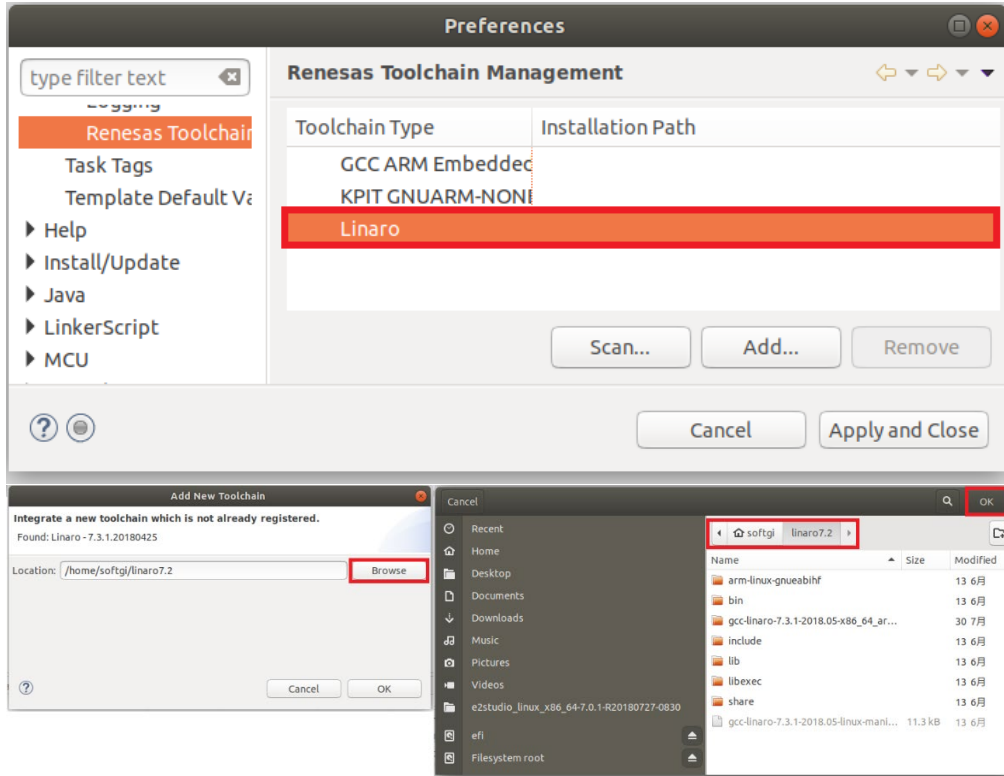 Preferences
type filter text
Renesas Toolchain Management
Logging
Renesas Toolchain
Task Tags
Template Default Va
Help
Install/Update
Java
LinkerScript
MCU
Toolchain Type Installation Path
GCC ARM Embedded
KPIT GNUARM-NONE
Linaro
Scan... Add... Remove
Cancel Apply and Close
Add New Toolchain
Integrate a new toolchain which is not already registered.
Found: Linaro - 7.3.1.20180425
Location: /home/softgi/linaro7.2 Browse
Cancel OK
Cancel OK
Recent
Home
Desktop
Documents
Downloads
Music
Pictures
Videos
e2studio_linux_x86_64-7.0.1-R20180727-0830
efi
Filesystem root
softgi linaro7.2
Name Size Modified
arm-linux-gnueabihf 13 6月
bin 13 6月
gcc-linaro-7.3.1-2018.05-x86_64_ar... 30 7月
include 13 6月
lib 13 6月
libexec 13 6月
share 13 6月
gcc-linaro-7.3.1-2018.05-linux-mani... 11.3 kB 13 6月